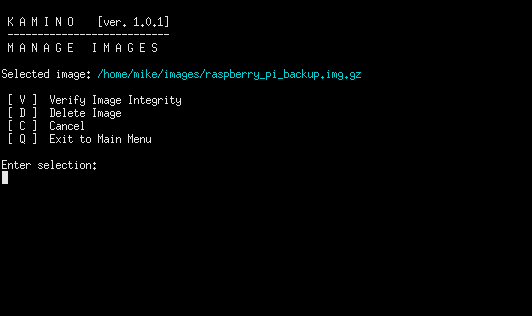 K A M I N O [ver. 1.0.1]
---------------------------
M A N A G E I M A G E S
Selected image: /home/mike/images/raspberry_pi_backup.img.gz
[ V ] Verify Image Integrity
[ D ] Delete Image
[ C ] Cancel
[ Q ] Exit to Main Menu
Enter selection: